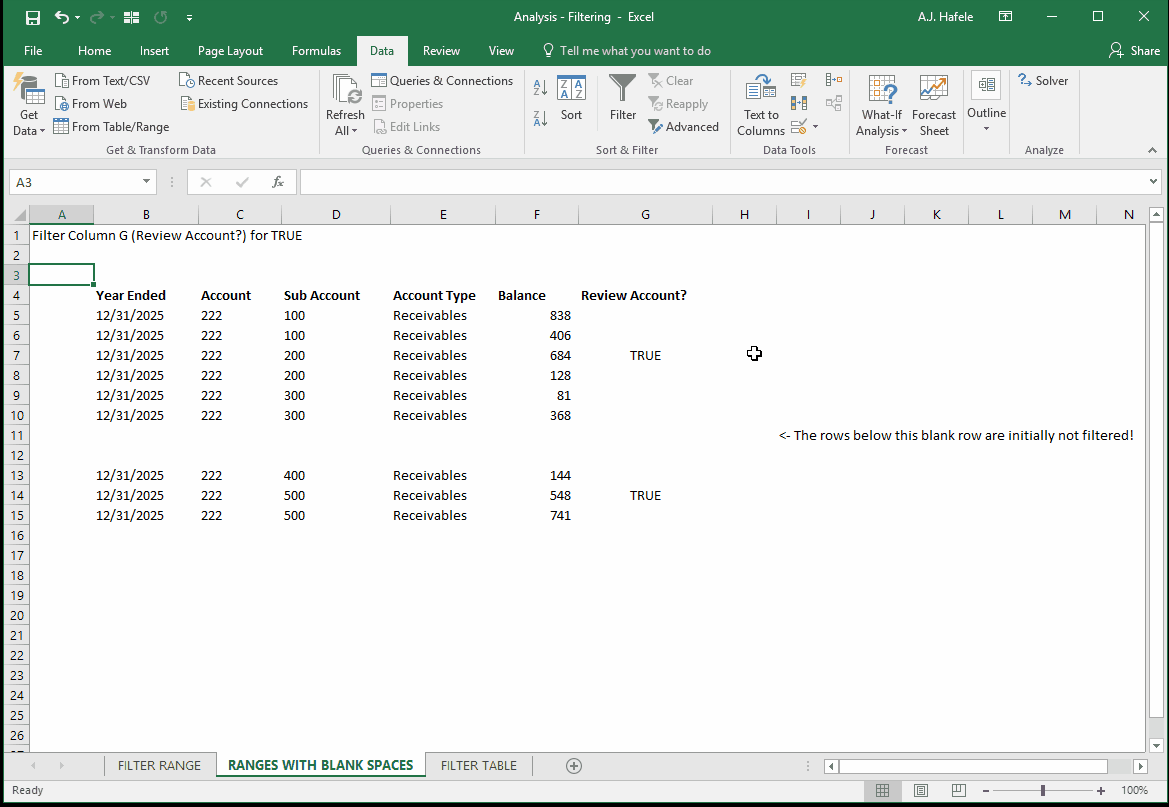 Analysis - Filtering - Excel
A.J. Hafele
File Home Insert Page Layout Formulas Data Review View Tell me what you want to do Share
Get Data
From Text/CSV
From Web
From Table/Range
Recent Sources
Existing Connections
Get & Transform Data
Refresh All
Queries & Connections
Properties
Edit Links
Queries & Connections
Sort
Filter
Clear
Reapply
Advanced
Sort & Filter
Text to Columns
Data Tools
What-If Analysis
Forecast Sheet
Forecast
Outline
Solver
Analyze
A3
fx
A B C D E F G H I J K L M N
1 Filter Column G (Review Account?) for TRUE
2
3
4 Year Ended Account Sub Account Account Type Balance Review Account?
5 12/31/2025 222 100 Receivables 838
6 12/31/2025 222 100 Receivables 406
7 12/31/2025 222 200 Receivables 684 TRUE
8 12/31/2025 222 200 Receivables 128
9 12/31/2025 222 300 Receivables 81
10 12/31/2025 222 300 Receivables 368
11 <- The rows below this blank row are initially not filtered!
12
13 12/31/2025 222 400 Receivables 144
14 12/31/2025 222 500 Receivables 548 TRUE
15 12/31/2025 222 500 Receivables 741
16
17
18
19
20
21
22
23
24
25
26
FILTER RANGE RANGES WITH BLANK SPACES FILTER TABLE
Ready
100%